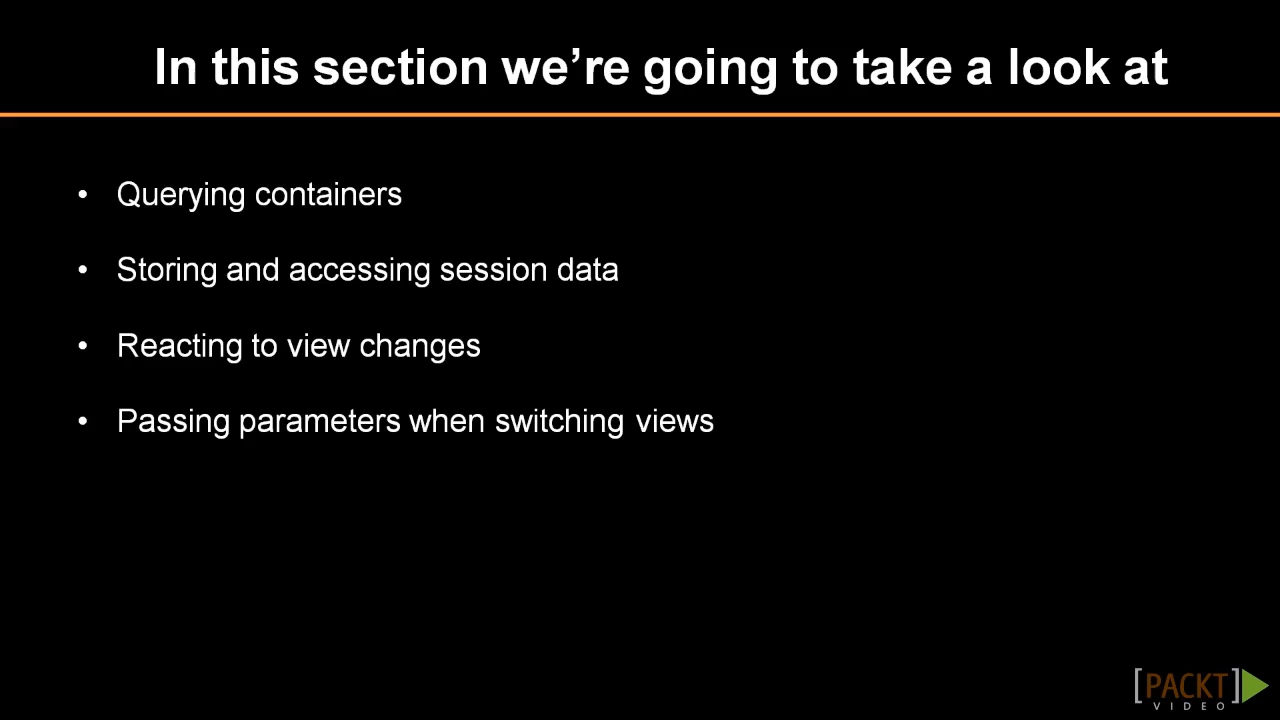 In this section we’re going to take a look at
• Querying containers
• Storing and accessing session data
• Reacting to view changes
• Passing parameters when switching views
[PACKT]
VIDEO